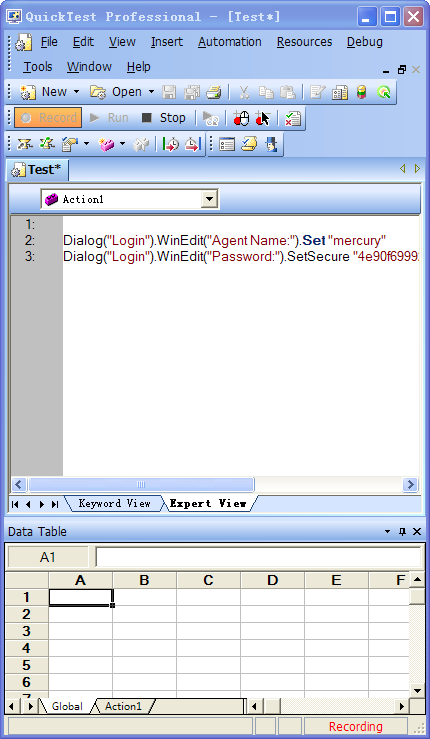 QuickTest Professional - [Test*]
File Edit View Insert Automation Resources Debug
Tools Window Help
New Open
Record Run Stop
Test*
Action1
1:
2: Dialog("Login").WinEdit("Agent Name:").Set "mercury"
3: Dialog("Login").WinEdit("Password:").SetSecure "4e90f6999
Keyword View Expert View
Data Table
A1
A B C D E F
1
2
3
4
5
6
7
Global Action1
Recording